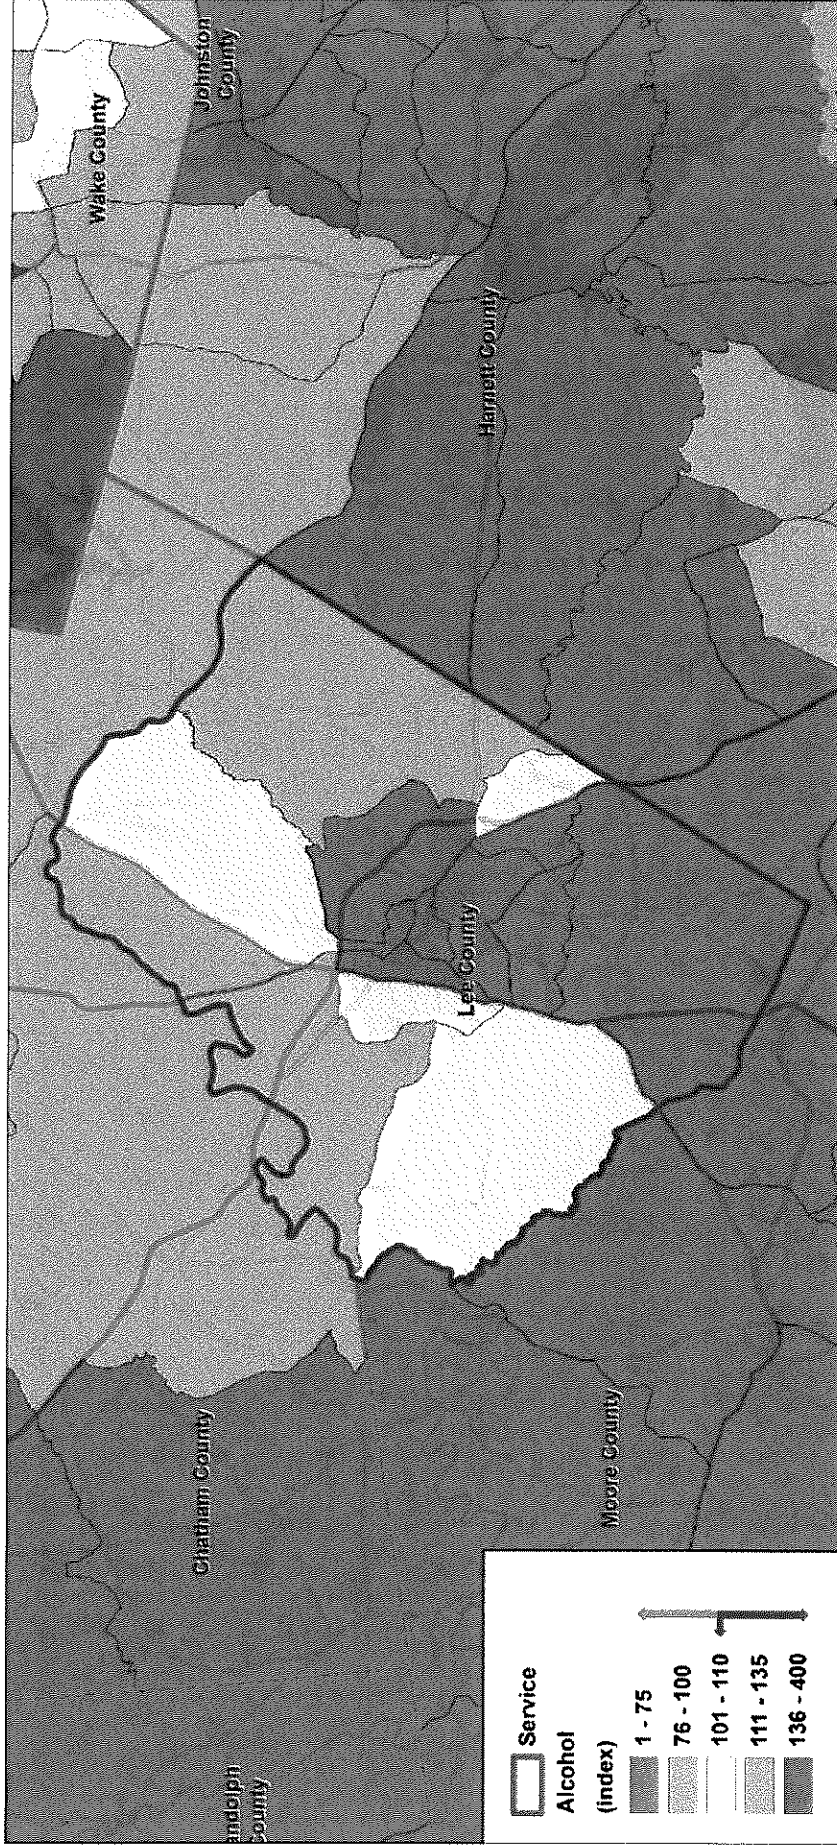 Wake County
Johnston
County
Harnett County
Lee County
Chatham County
Moore County
andolph
County
Service
Alcohol
(index)
1 - 75
76 - 100
101 - 110
111 - 135
136 - 400